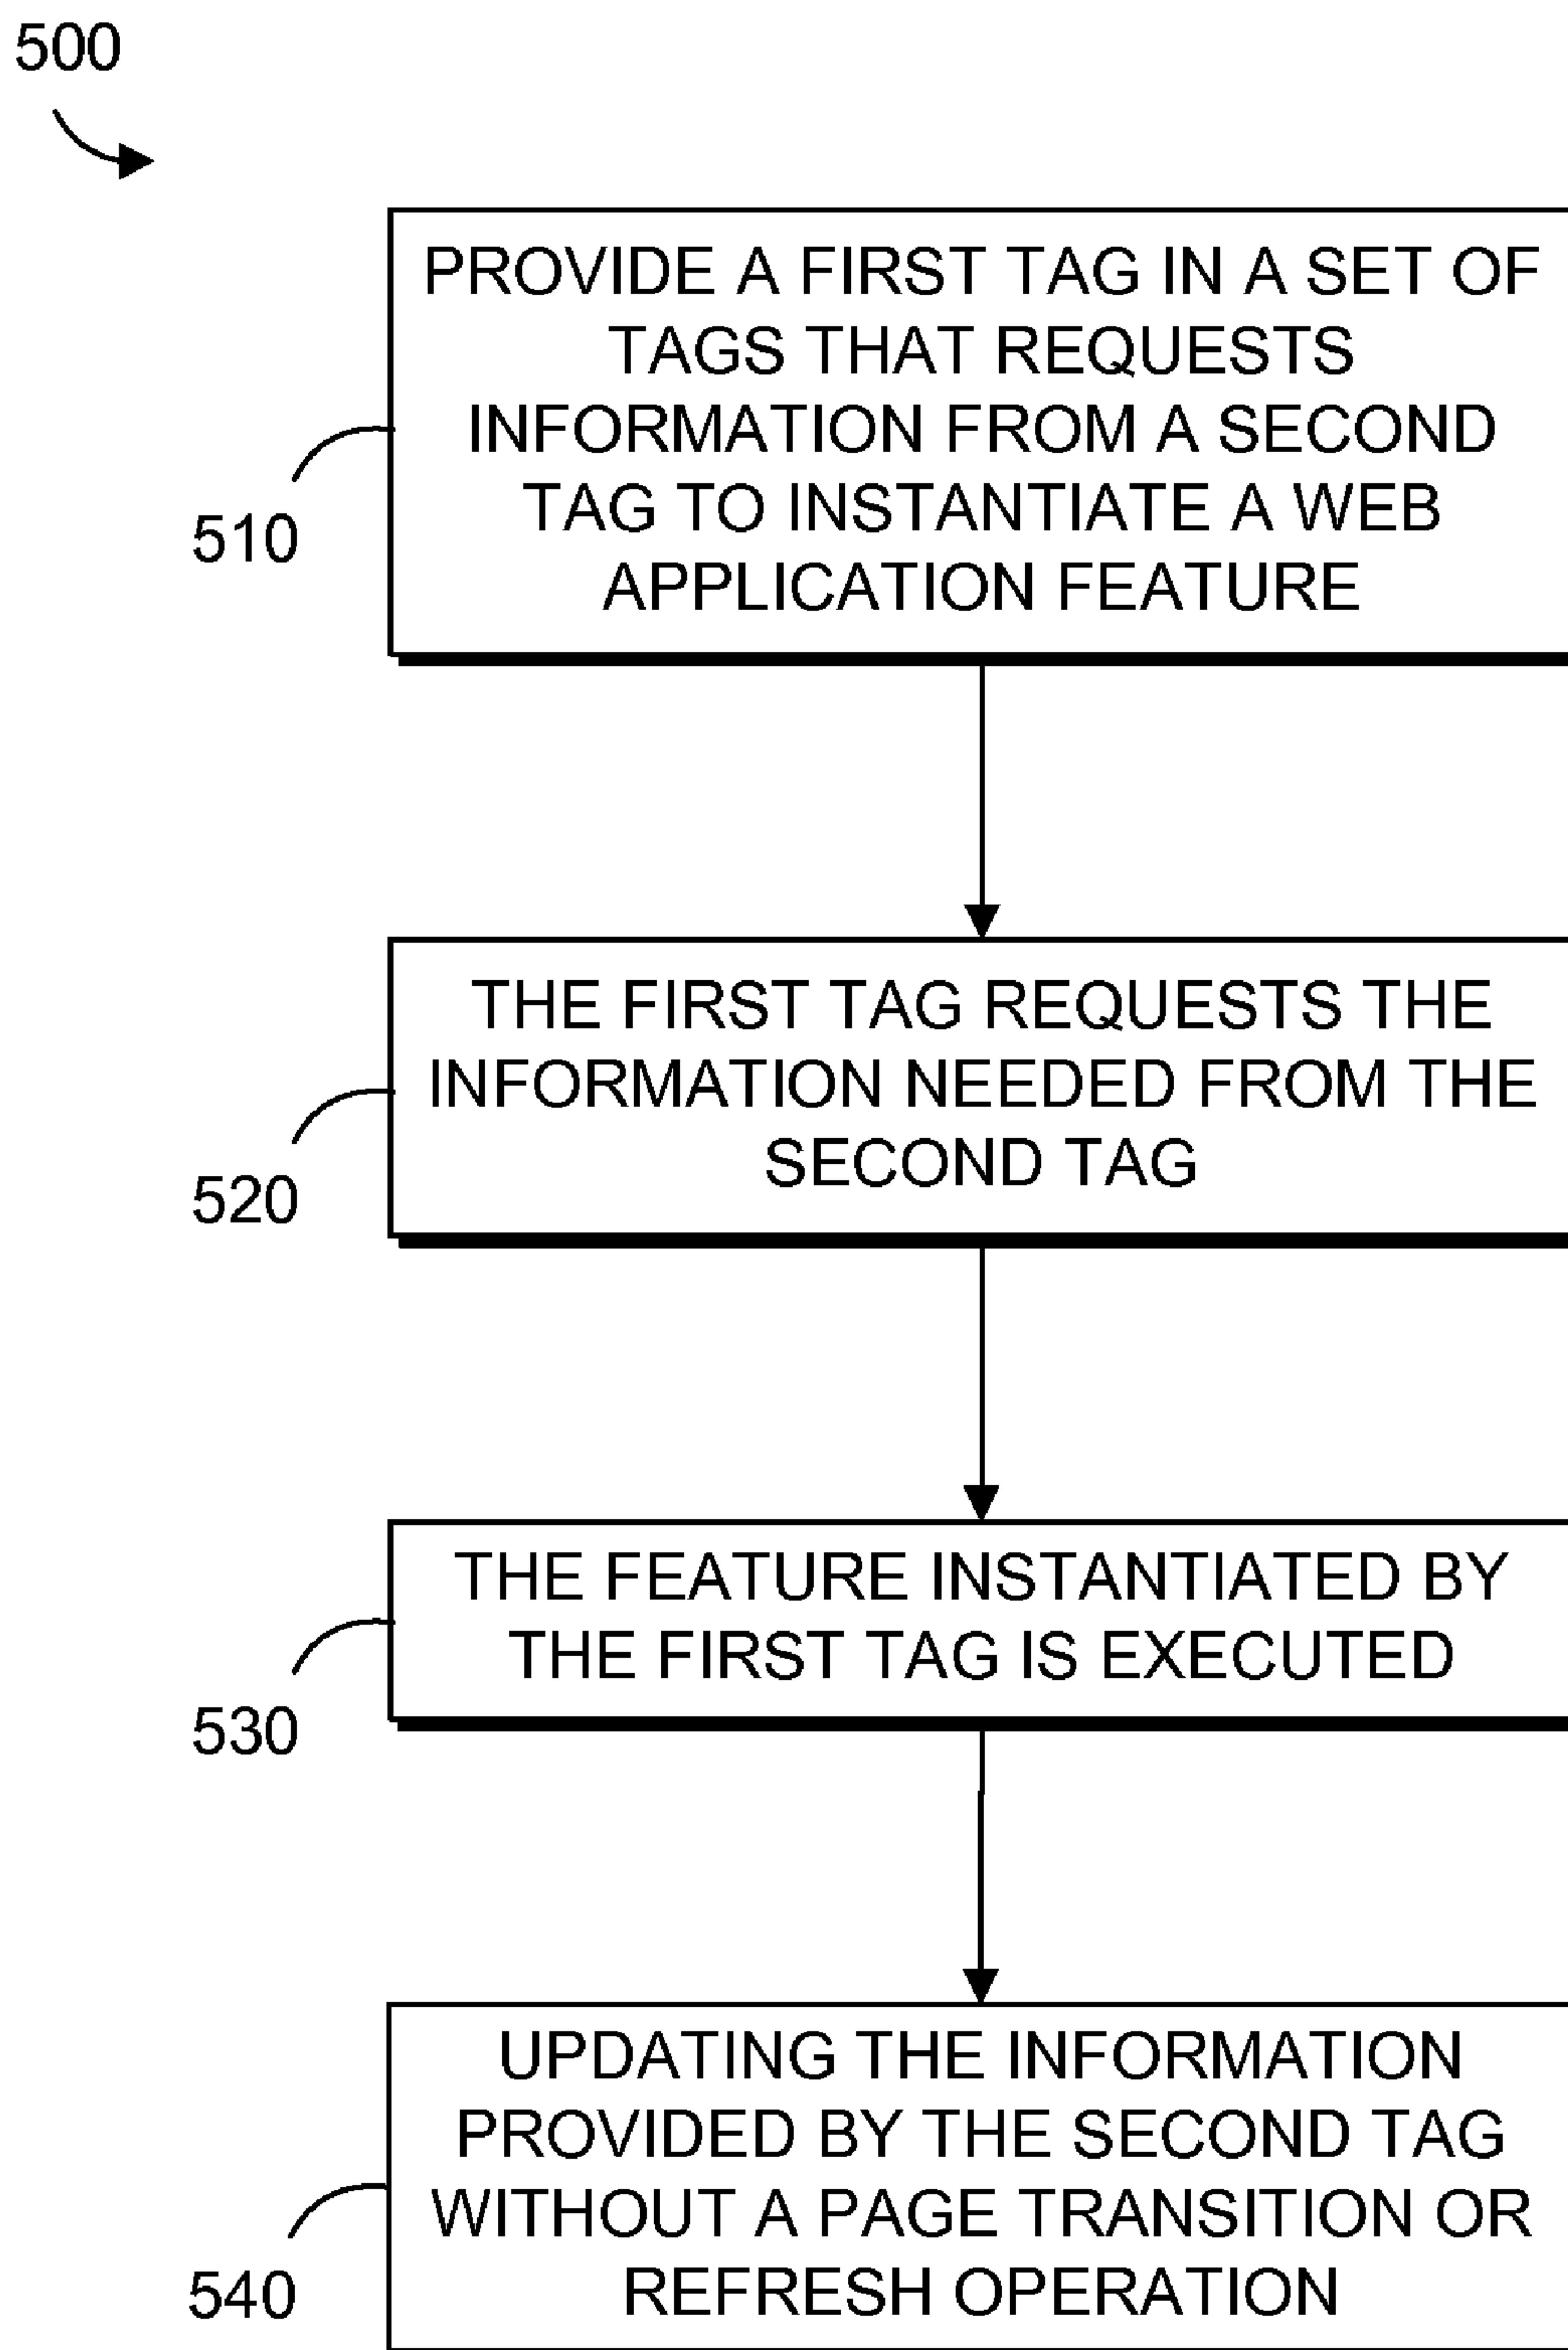 500
PROVIDE A FIRST TAG IN A SET OF
TAGS THAT REQUESTS
INFORMATION FROM A SECOND
TAG TO INSTANTIATE A WEB
APPLICATION FEATURE
510
THE FIRST TAG REQUESTS THE
INFORMATION NEEDED FROM THE
SECOND TAG
520
THE FEATURE INSTANTIATED BY
THE FIRST TAG IS EXECUTED
530
UPDATING THE INFORMATION
PROVIDED BY THE SECOND TAG
WITHOUT A PAGE TRANSITION OR
REFRESH OPERATION
540